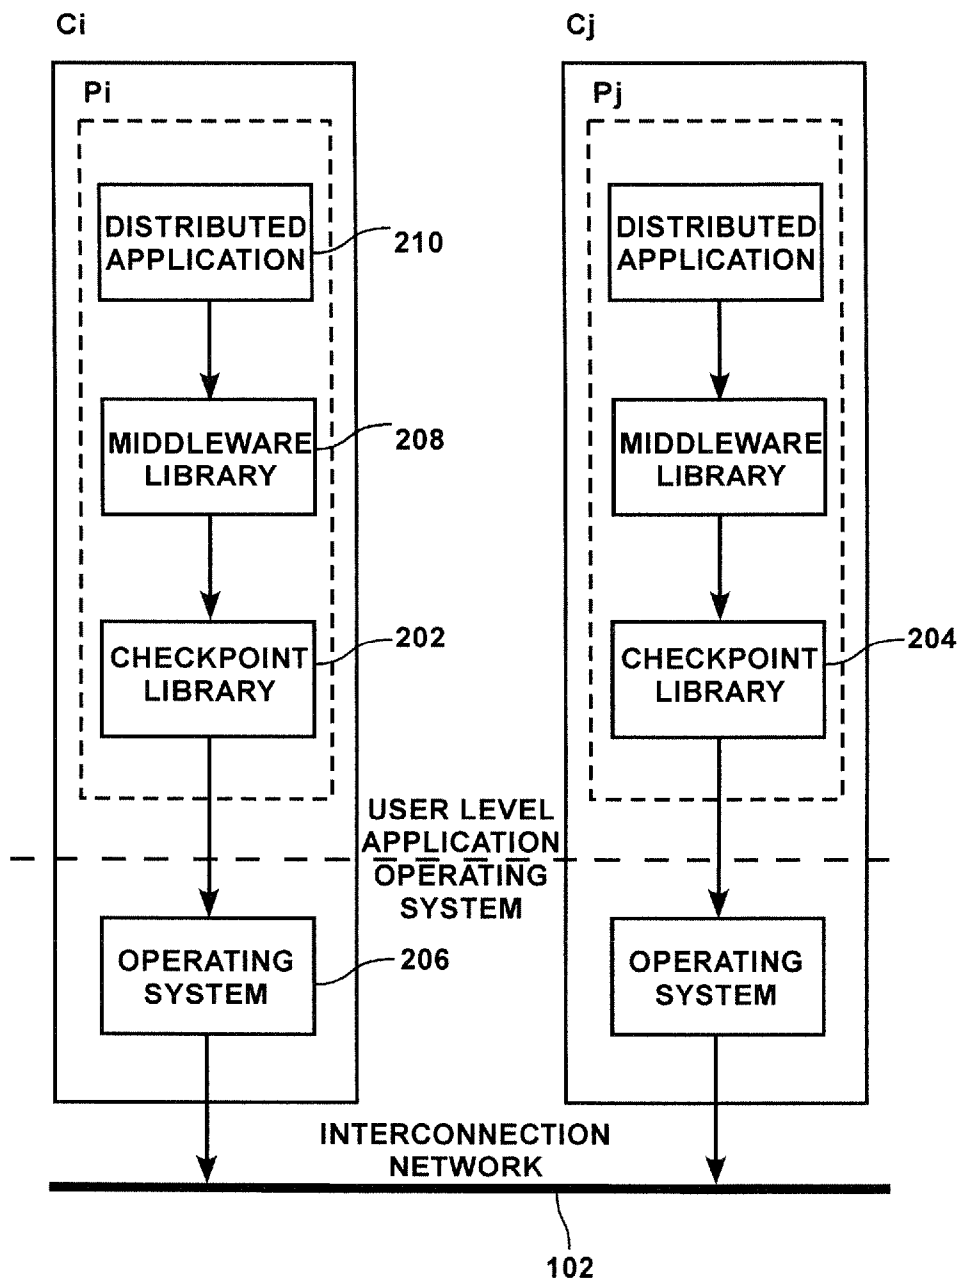 Ci
Cj
Pi
Pj
DISTRIBUTED
APPLICATION
210
DISTRIBUTED
APPLICATION
MIDDLEWARE
LIBRARY
208
MIDDLEWARE
LIBRARY
CHECKPOINT
LIBRARY
202
CHECKPOINT
LIBRARY
204
USER LEVEL
APPLICATION
OPERATING
SYSTEM
OPERATING
SYSTEM
206
OPERATING
SYSTEM
INTERCONNECTION
NETWORK
102